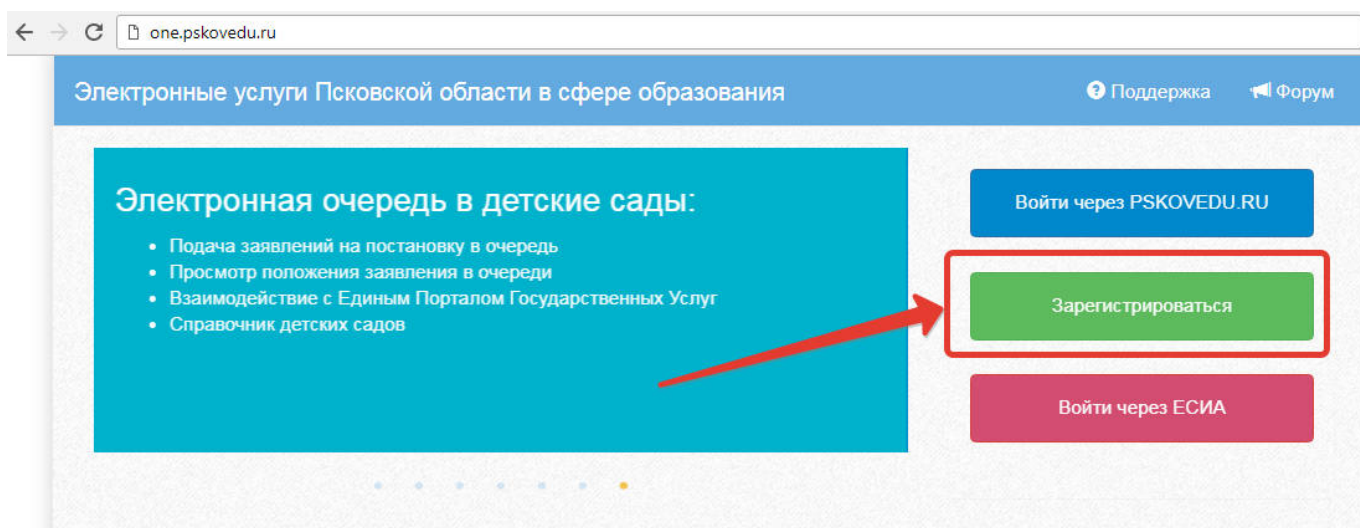 one.pskovedu.ru
Электронные услуги Псковской области в сфере образования
Поддержка
Форум
Электронная очередь в детские сады:
Подача заявлений на постановку в очередь
Просмотр положения заявления в очереди
Взаимодействие с Единым Порталом Государственных Услуг
Справочник детских садов
Войти через PSKOVEDU.RU
Зарегистрироваться
Войти через ЕСИА